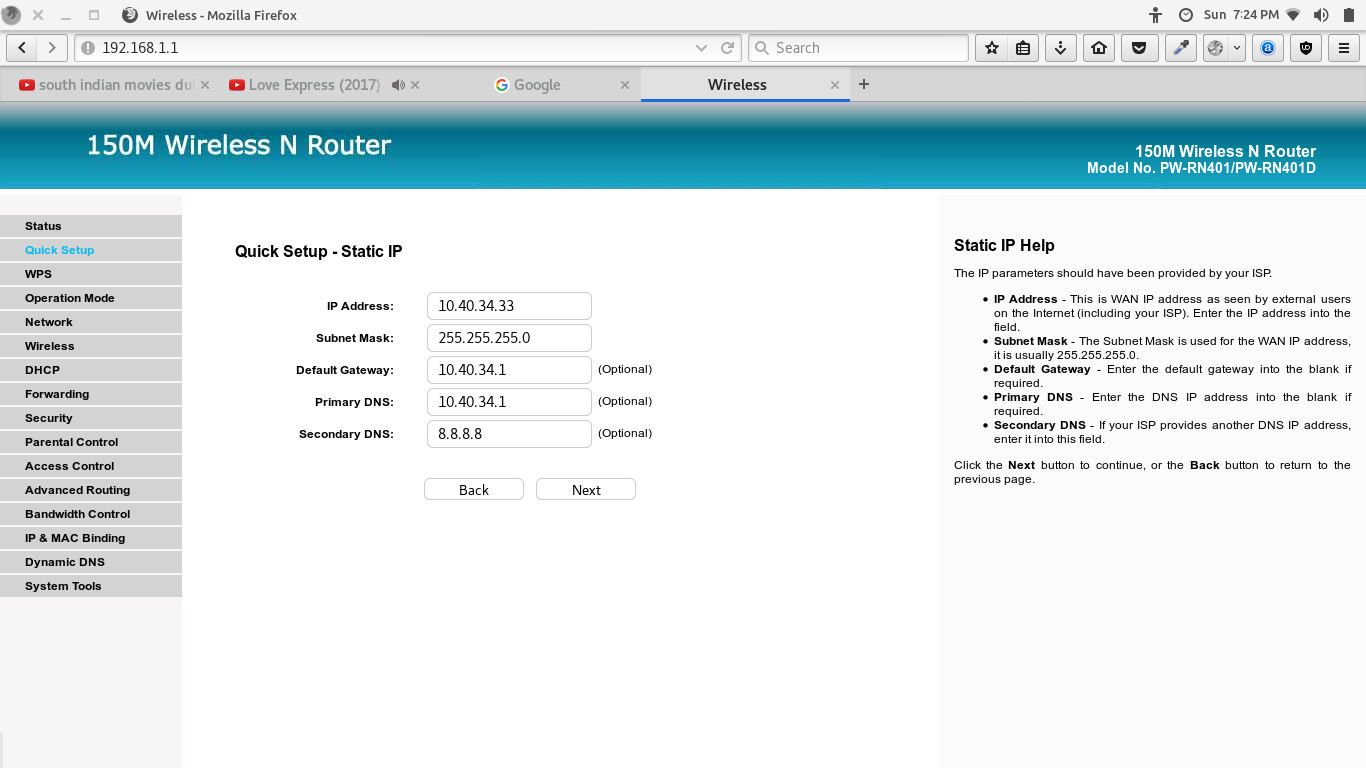 Wireless - Mozilla Firefox
Sun 7:24 PM
192.168.1.1
Search
south indian movies du
Love Express (2017)
Google
Wireless
150M Wireless N Router
150M Wireless N Router
Model No. PW-RN401/PW-RN401D
Status
Quick Setup
WPS
Operation Mode
Network
Wireless
DHCP
Forwarding
Security
Parental Control
Access Control
Advanced Routing
Bandwidth Control
IP & MAC Binding
Dynamic DNS
System Tools
Quick Setup - Static IP
IP Address: 10.40.34.33
Subnet Mask: 255.255.255.0
Default Gateway: 10.40.34.1 (Optional)
Primary DNS: 10.40.34.1 (Optional)
Secondary DNS: 8.8.8.8 (Optional)
Back Next
Static IP Help
The IP parameters should have been provided by your ISP.
• IP Address - This is WAN IP address as seen by external users
on the Internet (including your ISP). Enter the IP address into the
field.
• Subnet Mask - The Subnet Mask is used for the WAN IP address,
it is usually 255.255.255.0.
• Default Gateway - Enter the default gateway into the blank if
required.
• Primary DNS - Enter the DNS IP address into the blank if
required.
• Secondary DNS - If your ISP provides another DNS IP address,
enter it into this field.
Click the Next button to continue, or the Back button to return to the
previous page.